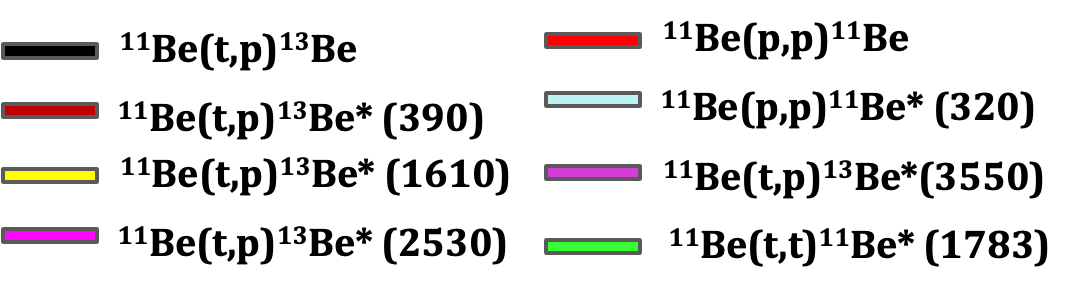 ¹¹Be(t,p)¹³Be
¹¹Be(t,p)¹³Be* (390)
¹¹Be(t,p)¹³Be* (1610)
¹¹Be(t,p)¹³Be* (2530)
¹¹Be(p,p)¹¹Be
¹¹Be(p,p)¹¹Be* (320)
¹¹Be(t,p)¹³Be*(3550)
¹¹Be(t,t)¹¹Be* (1783)